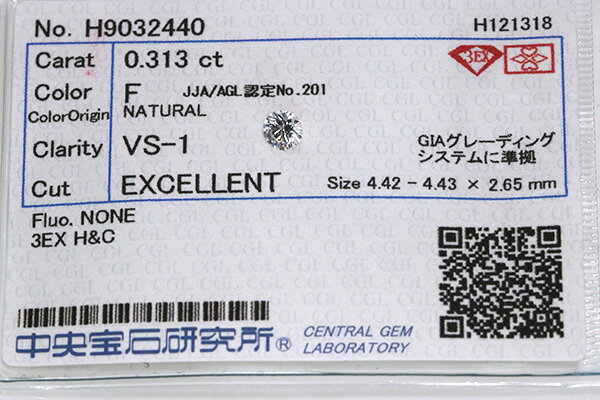 No. H9032440 H121318
Carat 0.313 ct 3EX
Color F JJA/AGL認定No.201
ColorOrigin NATURAL
Clarity VS-1 GIAグレーディング
システムに準拠
Cut EXCELLENT Size 4.42 - 4.43 × 2.65 mm
Fluo. NONE
3EX H&C
中央宝石研究所® CENTRAL GEM
LABORATORY